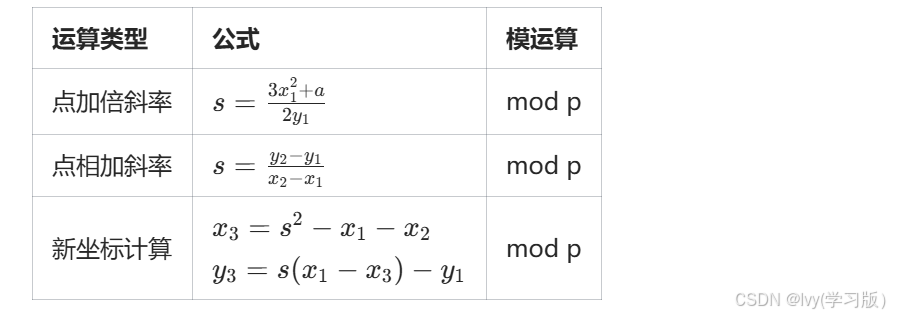 运算类型 公式 模运算
点加倍斜率 s = \frac{3x_1^2+a}{2y_1} mod p
点相加斜率 s = \frac{y_2-y_1}{x_2-x_1} mod p
新坐标计算 x_3 = s^2 - x_1 - x_2 mod p
y_3 = s(x_1 - x_3) - y_1
CSDN @Ivy(学习版）